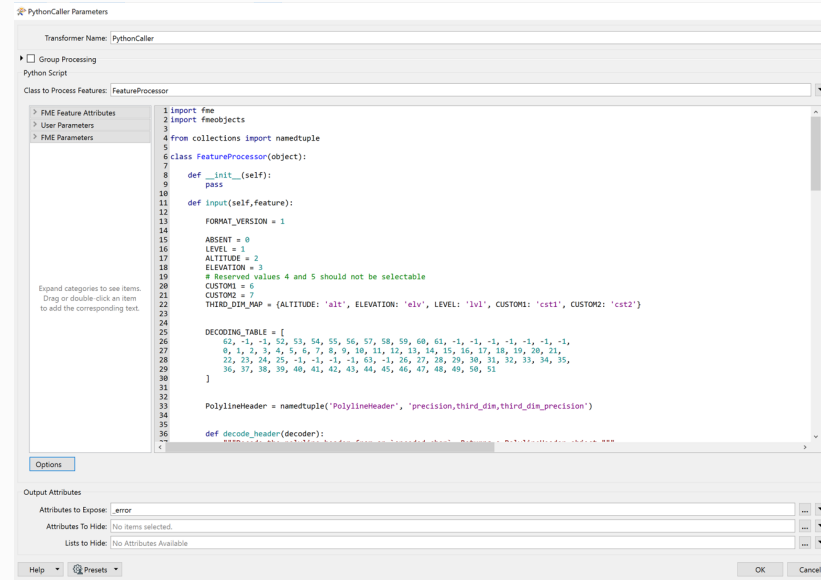 PythonCaller Parameters
Transformer Name: PythonCaller
Group Processing
Python Script
Class to Process Features: FeatureProcessor
FME Feature Attributes
User Parameters
FME Parameters
Expand categories to see items.
Drag or double-click an item
to add the corresponding text.
1 import fme
2 import fmeobjects
3
4 from collections import namedtuple
5
6 class FeatureProcessor(object):
7
8     def __init__(self):
9         pass
10
11     def input(self,feature):
12
13         FORMAT_VERSION = 1
14
15         ABSENT = 0
16         LEVEL = 1
17         ALTITUDE = 2
18         ELEVATION = 3
19         # Reserved values 4 and 5 should not be selectable
20         CUSTOM1 = 6
21         CUSTOM2 = 7
22         THIRD_DIM_MAP = {ALTITUDE: 'alt', ELEVATION: 'elv', LEVEL: 'lvl', CUSTOM1: 'cst1', CUSTOM2: 'cst2'}
23
24
25         DECODING_TABLE = [
26             62, -1, -1, 52, 53, 54, 55, 56, 57, 58, 59, 60, 61, -1, -1, -1, -1, -1, -1, -1,
27             0, 1, 2, 3, 4, 5, 6, 7, 8, 9, 10, 11, 12, 13, 14, 15, 16, 17, 18, 19, 20, 21,
28             22, 23, 24, 25, -1, -1, -1, -1, 63, -1, 26, 27, 28, 29, 30, 31, 32, 33, 34, 35,
29             36, 37, 38, 39, 40, 41, 42, 43, 44, 45, 46, 47, 48, 49, 50, 51
30         ]
31
32
33         PolylineHeader = namedtuple('PolylineHeader', 'precision,third_dim,third_dim_precision')
34
35
36         def decode_header(decoder):
Options
Output Attributes
Attributes to Expose: _error
Attributes To Hide: No items selected.
Lists to Hide: No Attributes Available
Help
Presets
OK
Cancel